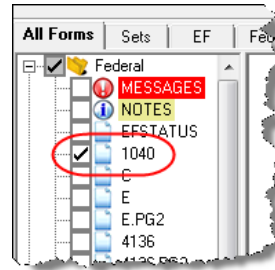 All Forms Sets EF
Federal
MESSAGES
NOTES
EFSTATUS
1040
C
E
E.PG2
4136